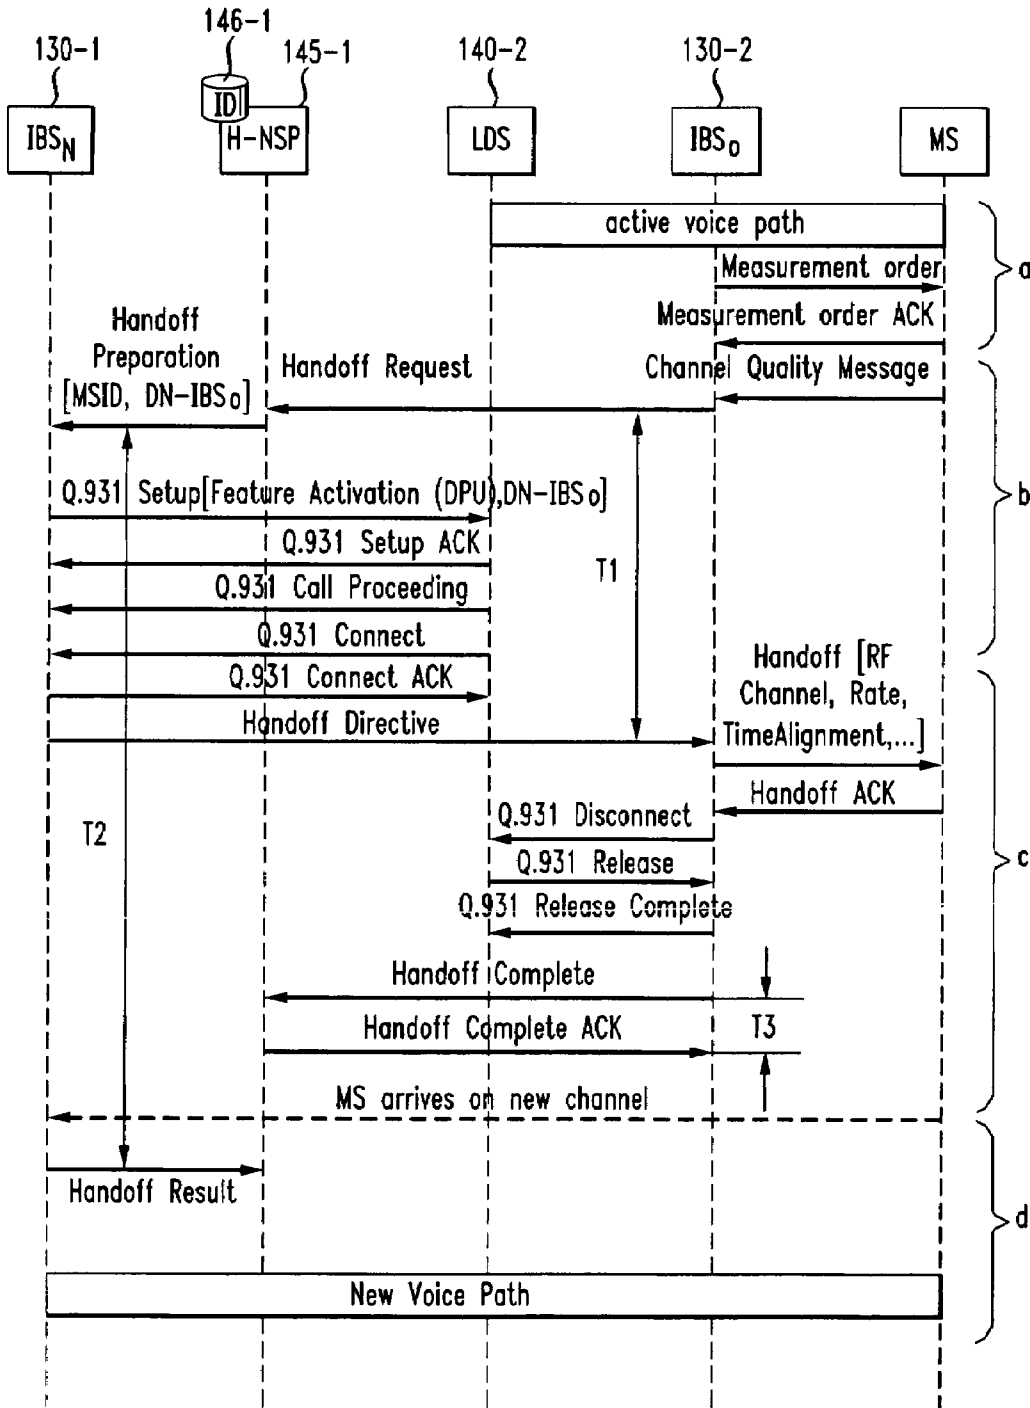 146-1
130-1
145-1
140-2
130-2
ID
IBS_N
H-NSP
LDS
IBS_O
MS
active voice path
a
Measurement order
Measurement order ACK
Handoff
Preparation
[MSID, DN-IBS_O]
Handoff Request
Channel Quality Message
b
Q.931 Setup[Feature Activation (DPU),DN-IBS_O]
Q.931 Setup ACK
T1
Q.931 Call Proceeding
Q.931 Connect
Q.931 Connect ACK
Handoff [RF
Channel, Rate,
TimeAlignment,...]
Handoff Directive
Handoff ACK
Q.931 Disconnect
T2
Q.931 Release
c
Q.931 Release Complete
Handoff Complete
Handoff Complete ACK
T3
MS arrives on new channel
Handoff Result
d
New Voice Path